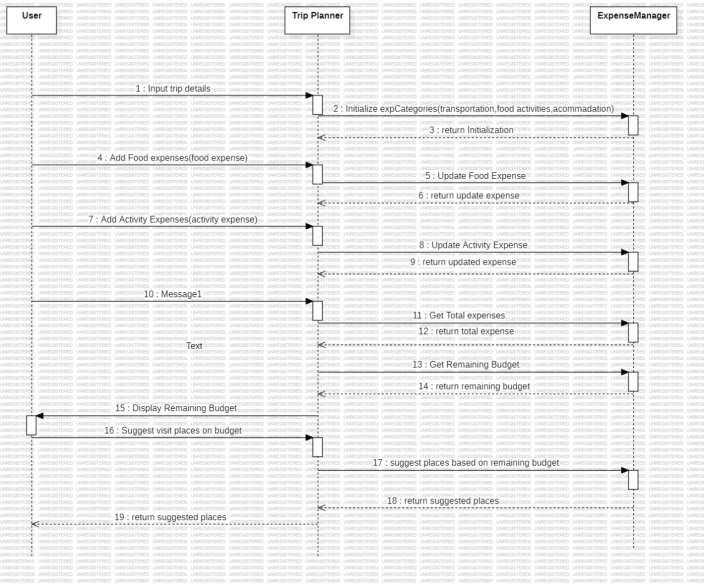 User
Trip Planner
ExpenseManager
1 : Input trip details
2 : Initialize expCategories(transportation,food activities,acommadation)
3 : return Initialization
4 : Add Food expenses(food expense)
5 : Update Food Expense
6 : return update expense
7 : Add Activity Expenses(activity expense)
8 : Update Activity Expense
9 : return updated expense
10 : Message1
11 : Get Total expenses
12 : return total expense
Text
13 : Get Remaining Budget
14 : return remaining budget
15 : Display Remaining Budget
16 : Suggest visit places on budget
17 : suggest places based on remaining budget
18 : return suggested places
19 : return suggested places